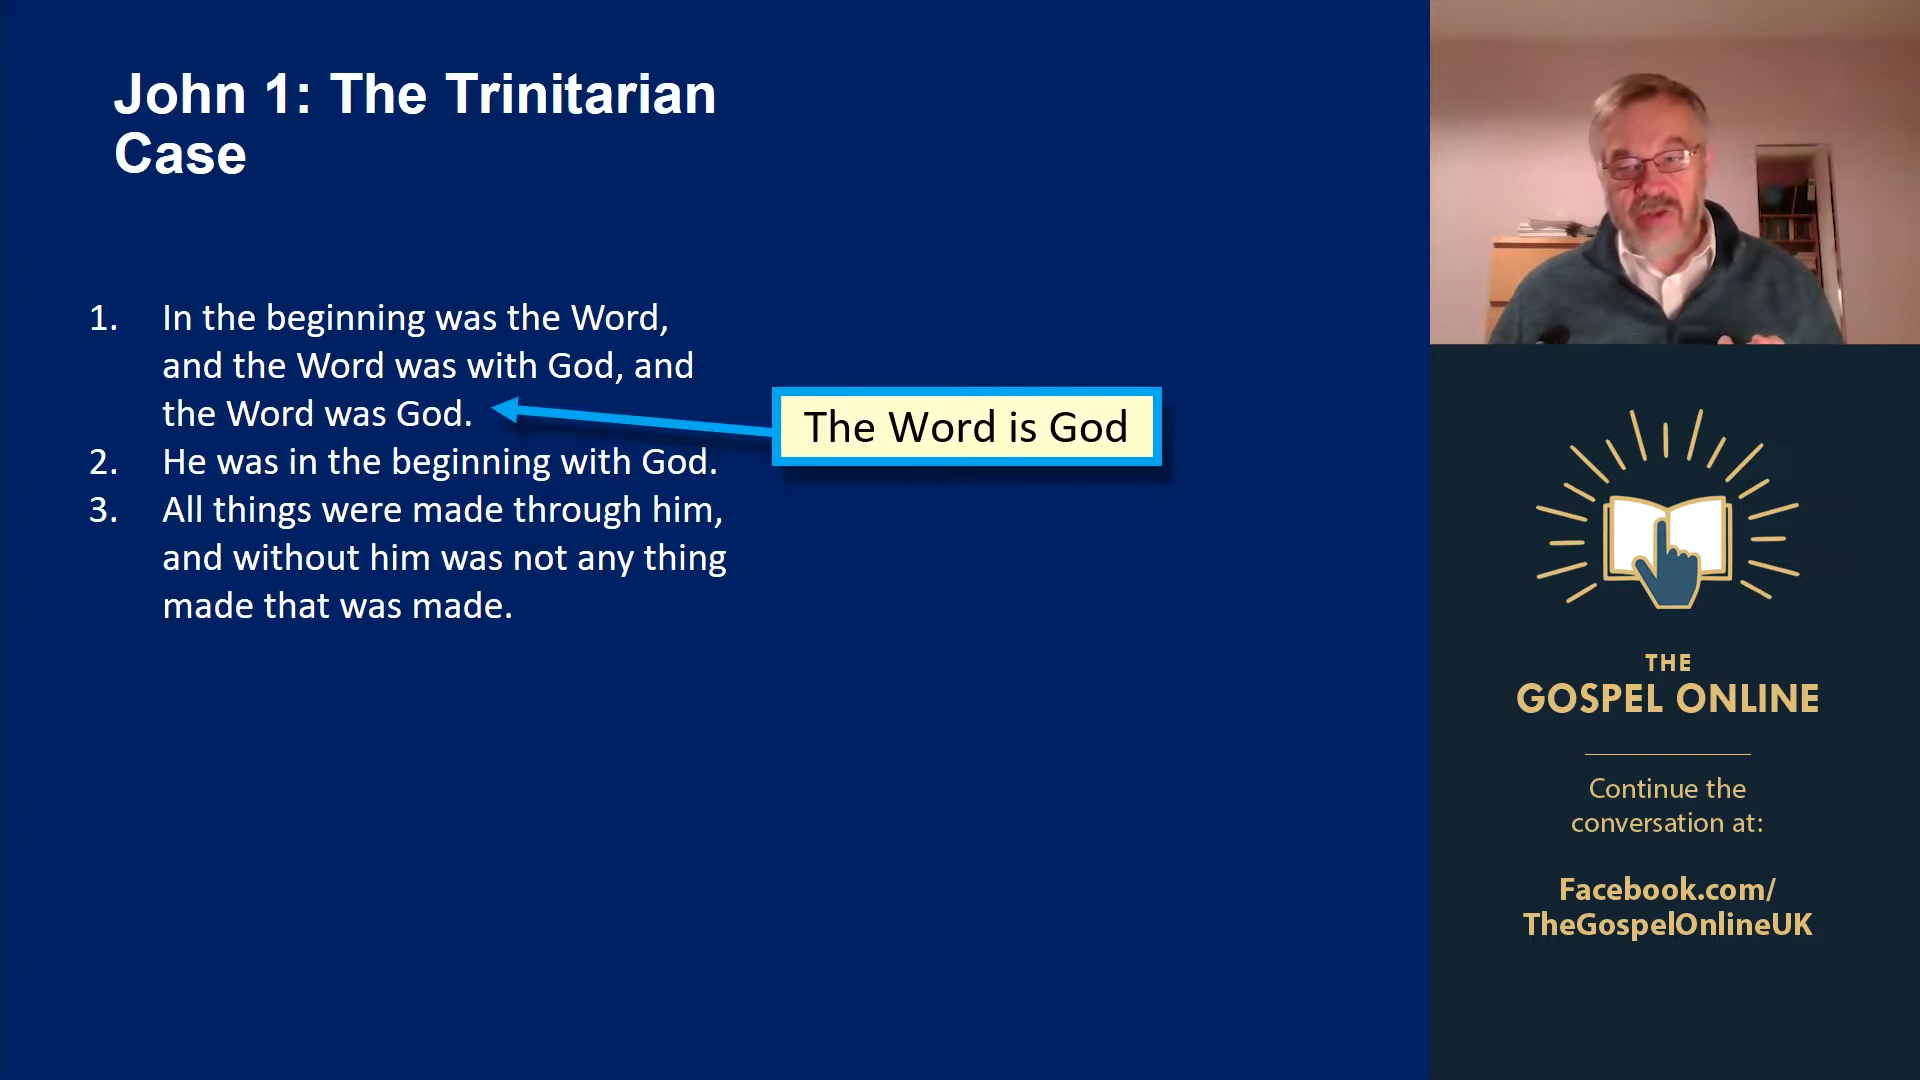 John 1: The Trinitarian
Case
1. In the beginning was the Word,
and the Word was with God, and
the Word was God.
2. He was in the beginning with God.
3. All things were made through him,
and without him was not any thing
made that was made.
The Word is God
THE
GOSPEL ONLINE
Continue the
conversation at:
Facebook.com/
TheGospelOnlineUK